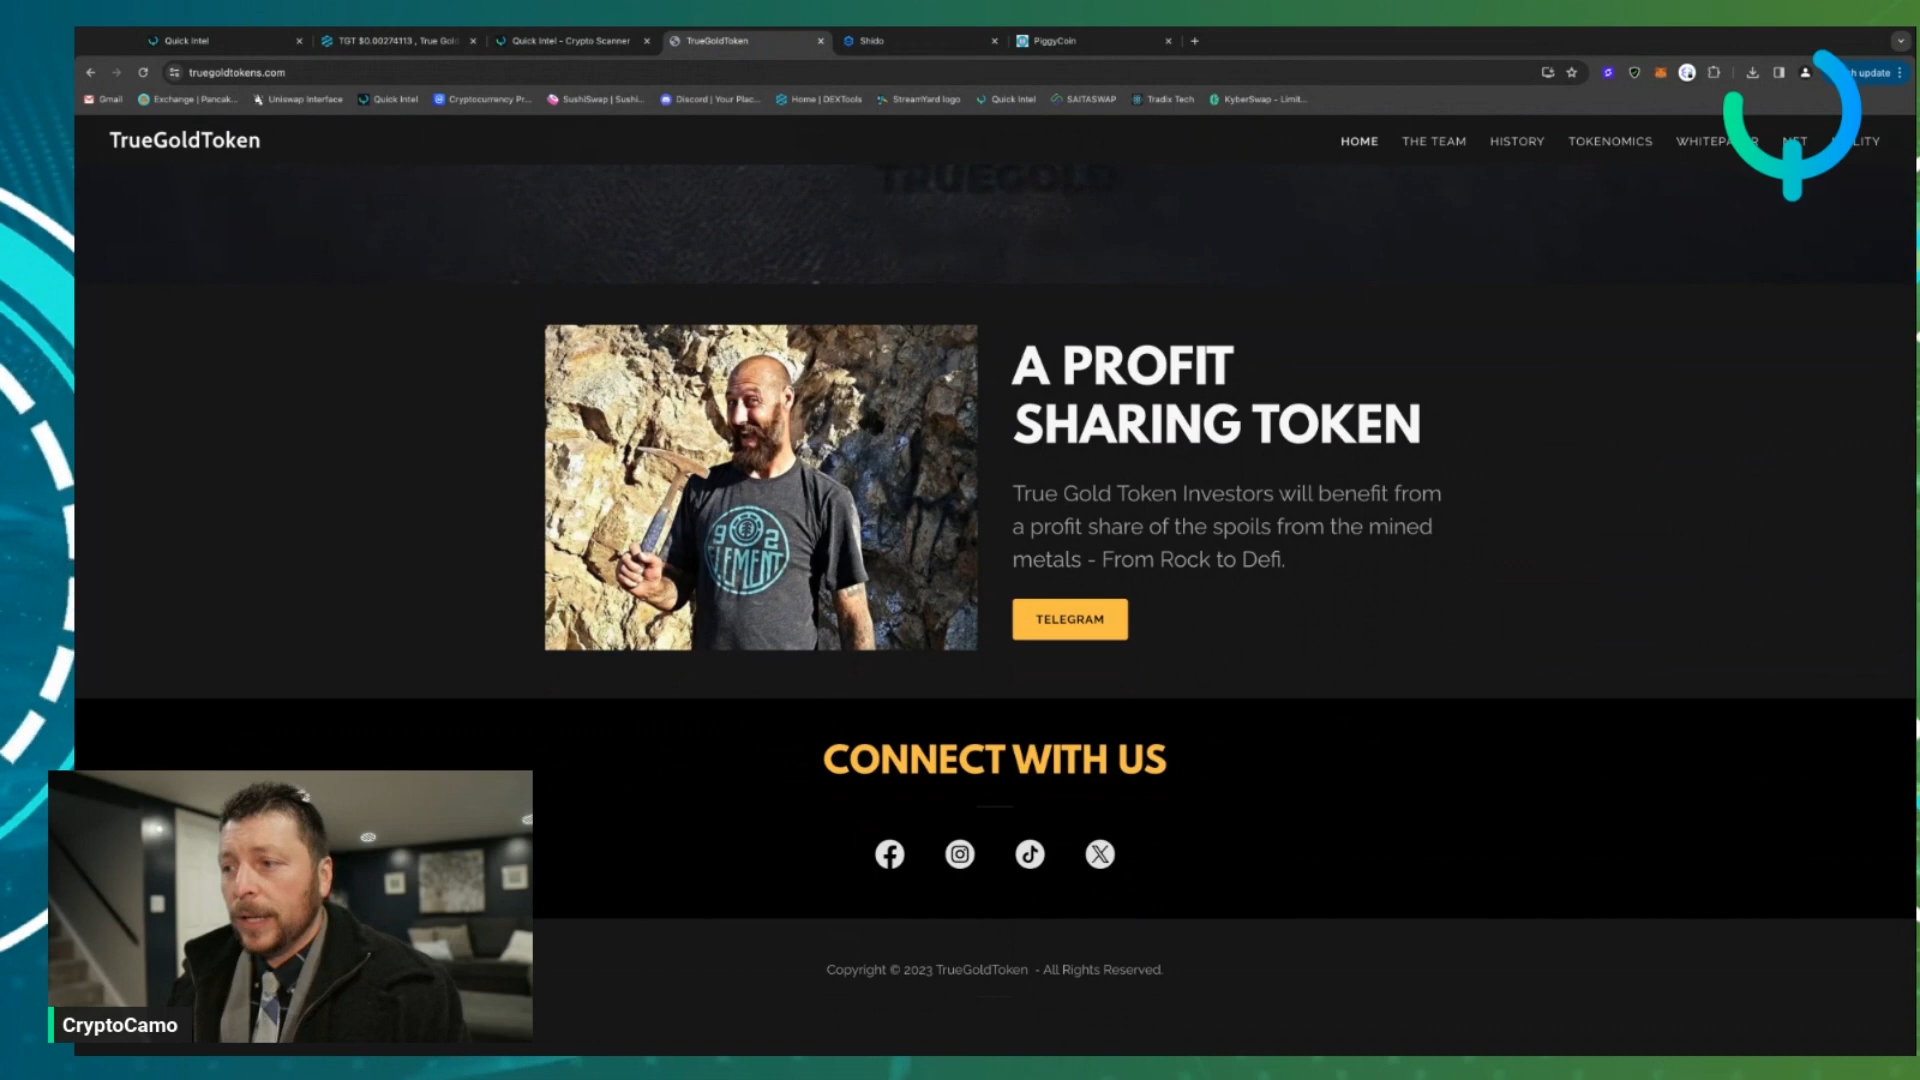 Quick Intel
TGT $0.00274113 , True Gol
Quick Intel - Crypto Scanner
TrueGoldToken
Shido
PiggyCoin
truegoldtokens.com
h update
Gmail
Exchange | Pancak...
Uniswap Interface
Quick Intel
Cryptocurrency Pr...
SushiSwap | Sushi...
Discord | Your Plac...
Home | DEXTools
StreamYard logo
Quick Intel
SAITASWAP
Tradix Tech
KyberSwap - Limit...
TrueGoldToken
HOME
THE TEAM
HISTORY
TOKENOMICS
TRUEGOLD
92
ELEMENT
A PROFIT
SHARING TOKEN
True Gold Token Investors will benefit from
a profit share of the spoils from the mined
metals - From Rock to Defi.
TELEGRAM
CONNECT WITH US
Copyright © 2023 TrueGoldToken - All Rights Reserved.
CryptoCamo